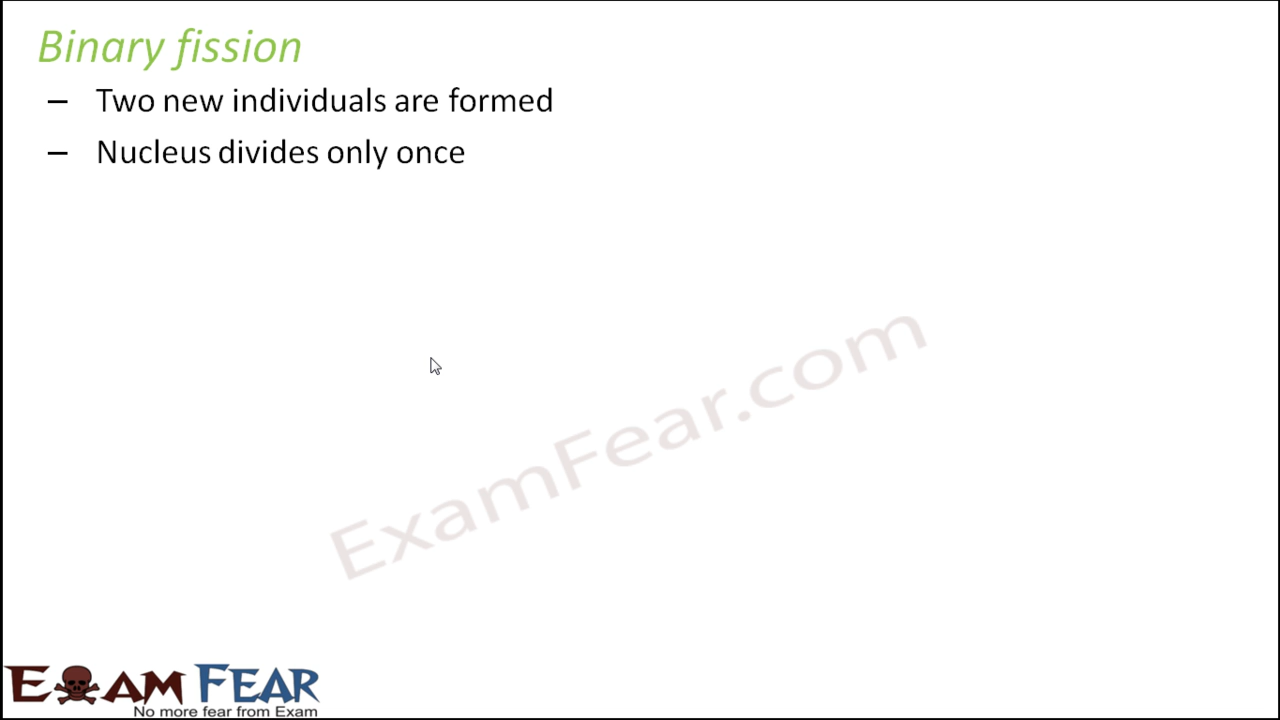 Binary fission
– Two new individuals are formed
– Nucleus divides only once
ExamFear.com
EXAM FEAR
No more fear from Exam